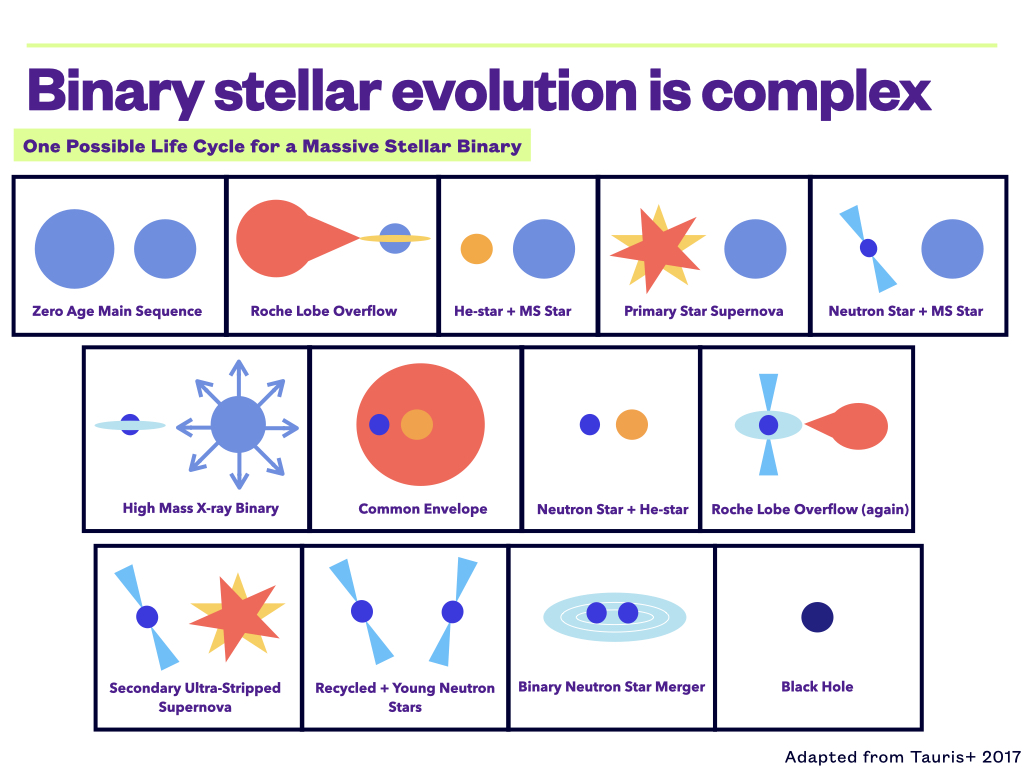 Binary stellar evolution is complex
One Possible Life Cycle for a Massive Stellar Binary
Zero Age Main Sequence
Roche Lobe Overflow
He-star + MS Star
Primary Star Supernova
Neutron Star + MS Star
High Mass X-ray Binary
Common Envelope
Neutron Star + He-star
Roche Lobe Overflow (again)
Secondary Ultra-Stripped
Supernova
Recycled + Young Neutron
Stars
Binary Neutron Star Merger
Black Hole
Adapted from Tauris+ 2017